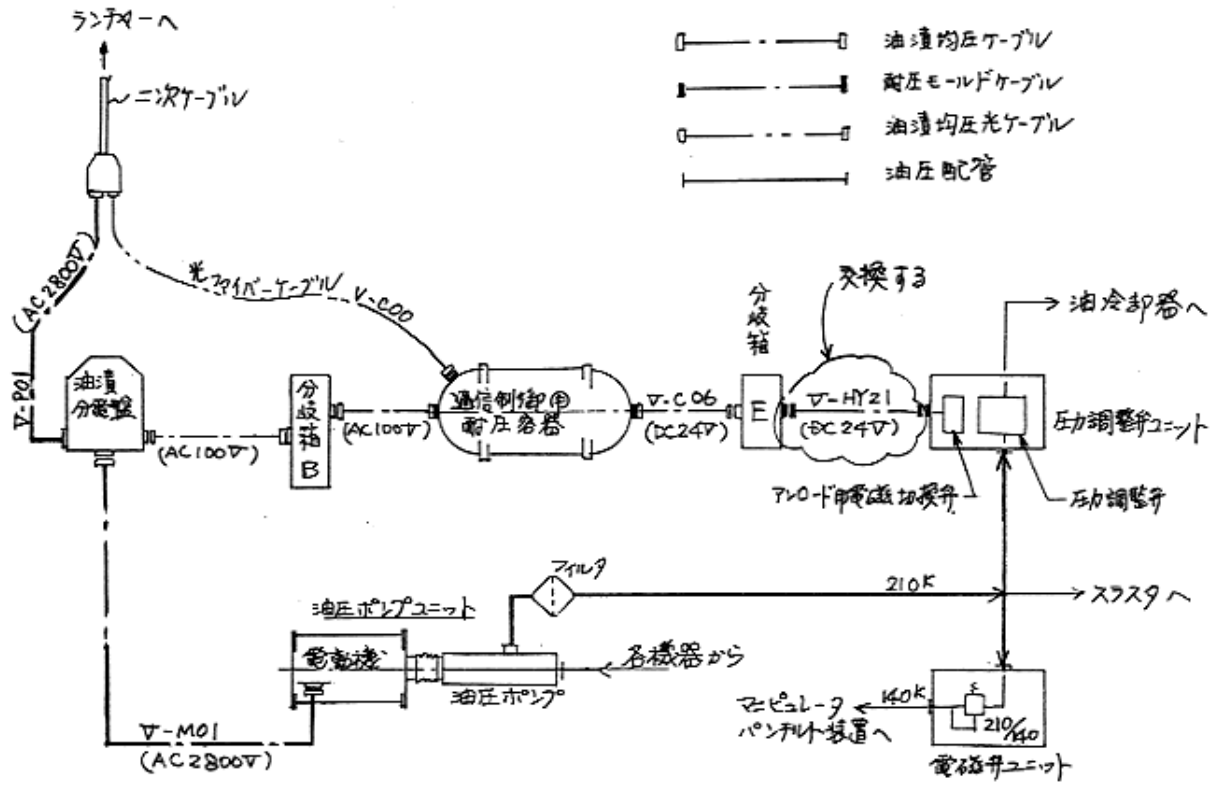 ランチャーへ
二次ケーブル
油漬均圧ケーブル
耐圧モールドケーブル
油漬均圧光ケーブル
油圧配管
(AC2800V)
V-P01
光ファイバーケーブル V-C00
交換する
油冷却器へ
油漬
分電盤
(AC100V)
分岐箱B
(AC100V)
通信制御用
耐圧容器
V-C06
(DC24V)
分岐箱
E
V-HY21
(DC24V)
圧力調整弁ユニット
アンロード用電磁切換弁
圧力調整弁
フィルタ
210K
スラスタへ
油圧ポンプユニット
電動機
油圧ポンプ
各機器から
V-M01
(AC2800V)
マニピュレータ
パンチルト装置へ
140K
210/140
電磁弁ユニット